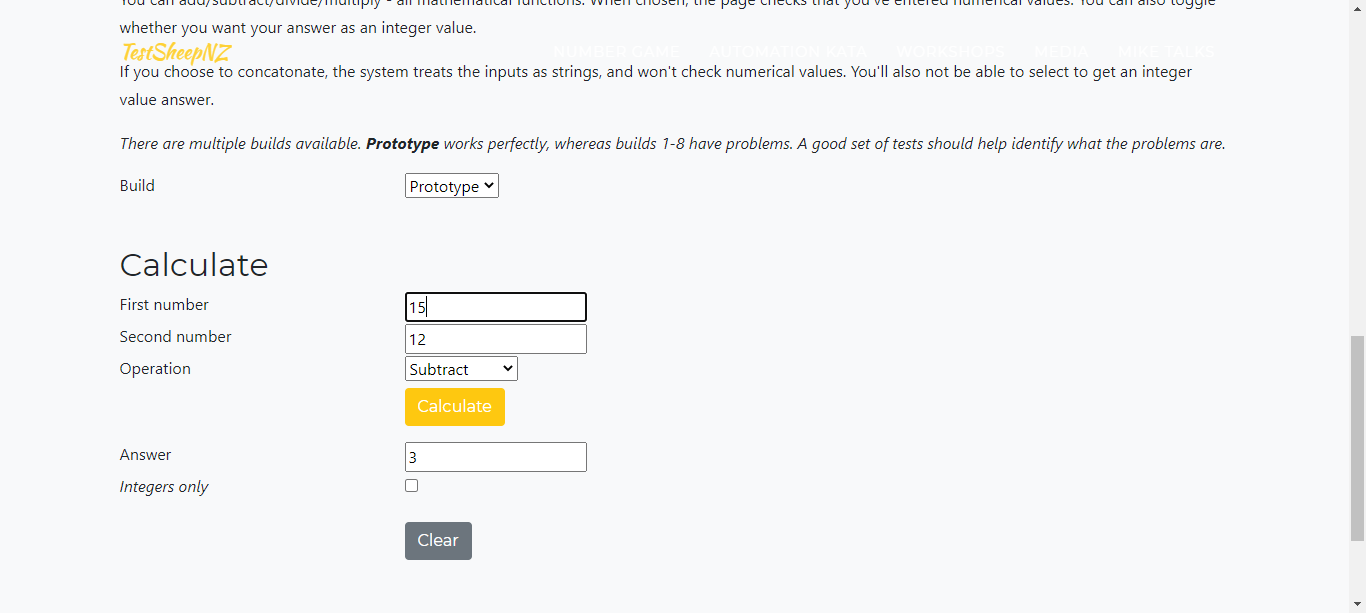 You can add/subtract/divide/multiply - all mathematical functions. When chosen, the page checks that you've entered numerical values. You can also toggle
whether you want your answer as an integer value.
TestSheepNZ NUMBER GAME AUTOMATION KATA WORKSHOPS MEDIA MIKE TALKS
If you choose to concatonate, the system treats the inputs as strings, and won't check numerical values. You'll also not be able to select to get an integer
value answer.
There are multiple builds available. Prototype works perfectly, whereas builds 1-8 have problems. A good set of tests should help identify what the problems are.
Build Prototype
Calculate
First number 15
Second number 12
Operation Subtract
Calculate
Answer 3
Integers only
Clear